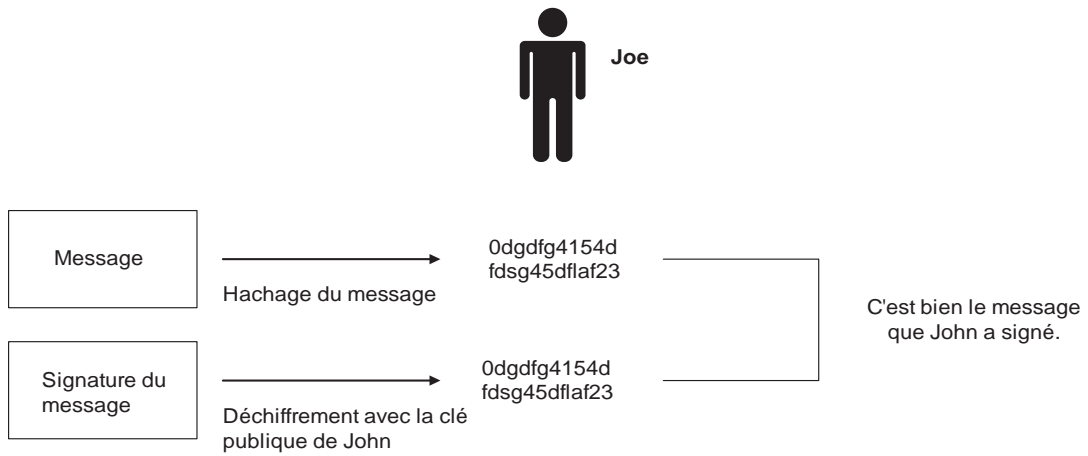 Joe
Message
Hachage du message
0dgdfg4154d
fdsg45dflaf23
C'est bien le message
que John a signé.
Signature du
message
Déchiffrement avec la clé
publique de John
0dgdfg4154d
fdsg45dflaf23